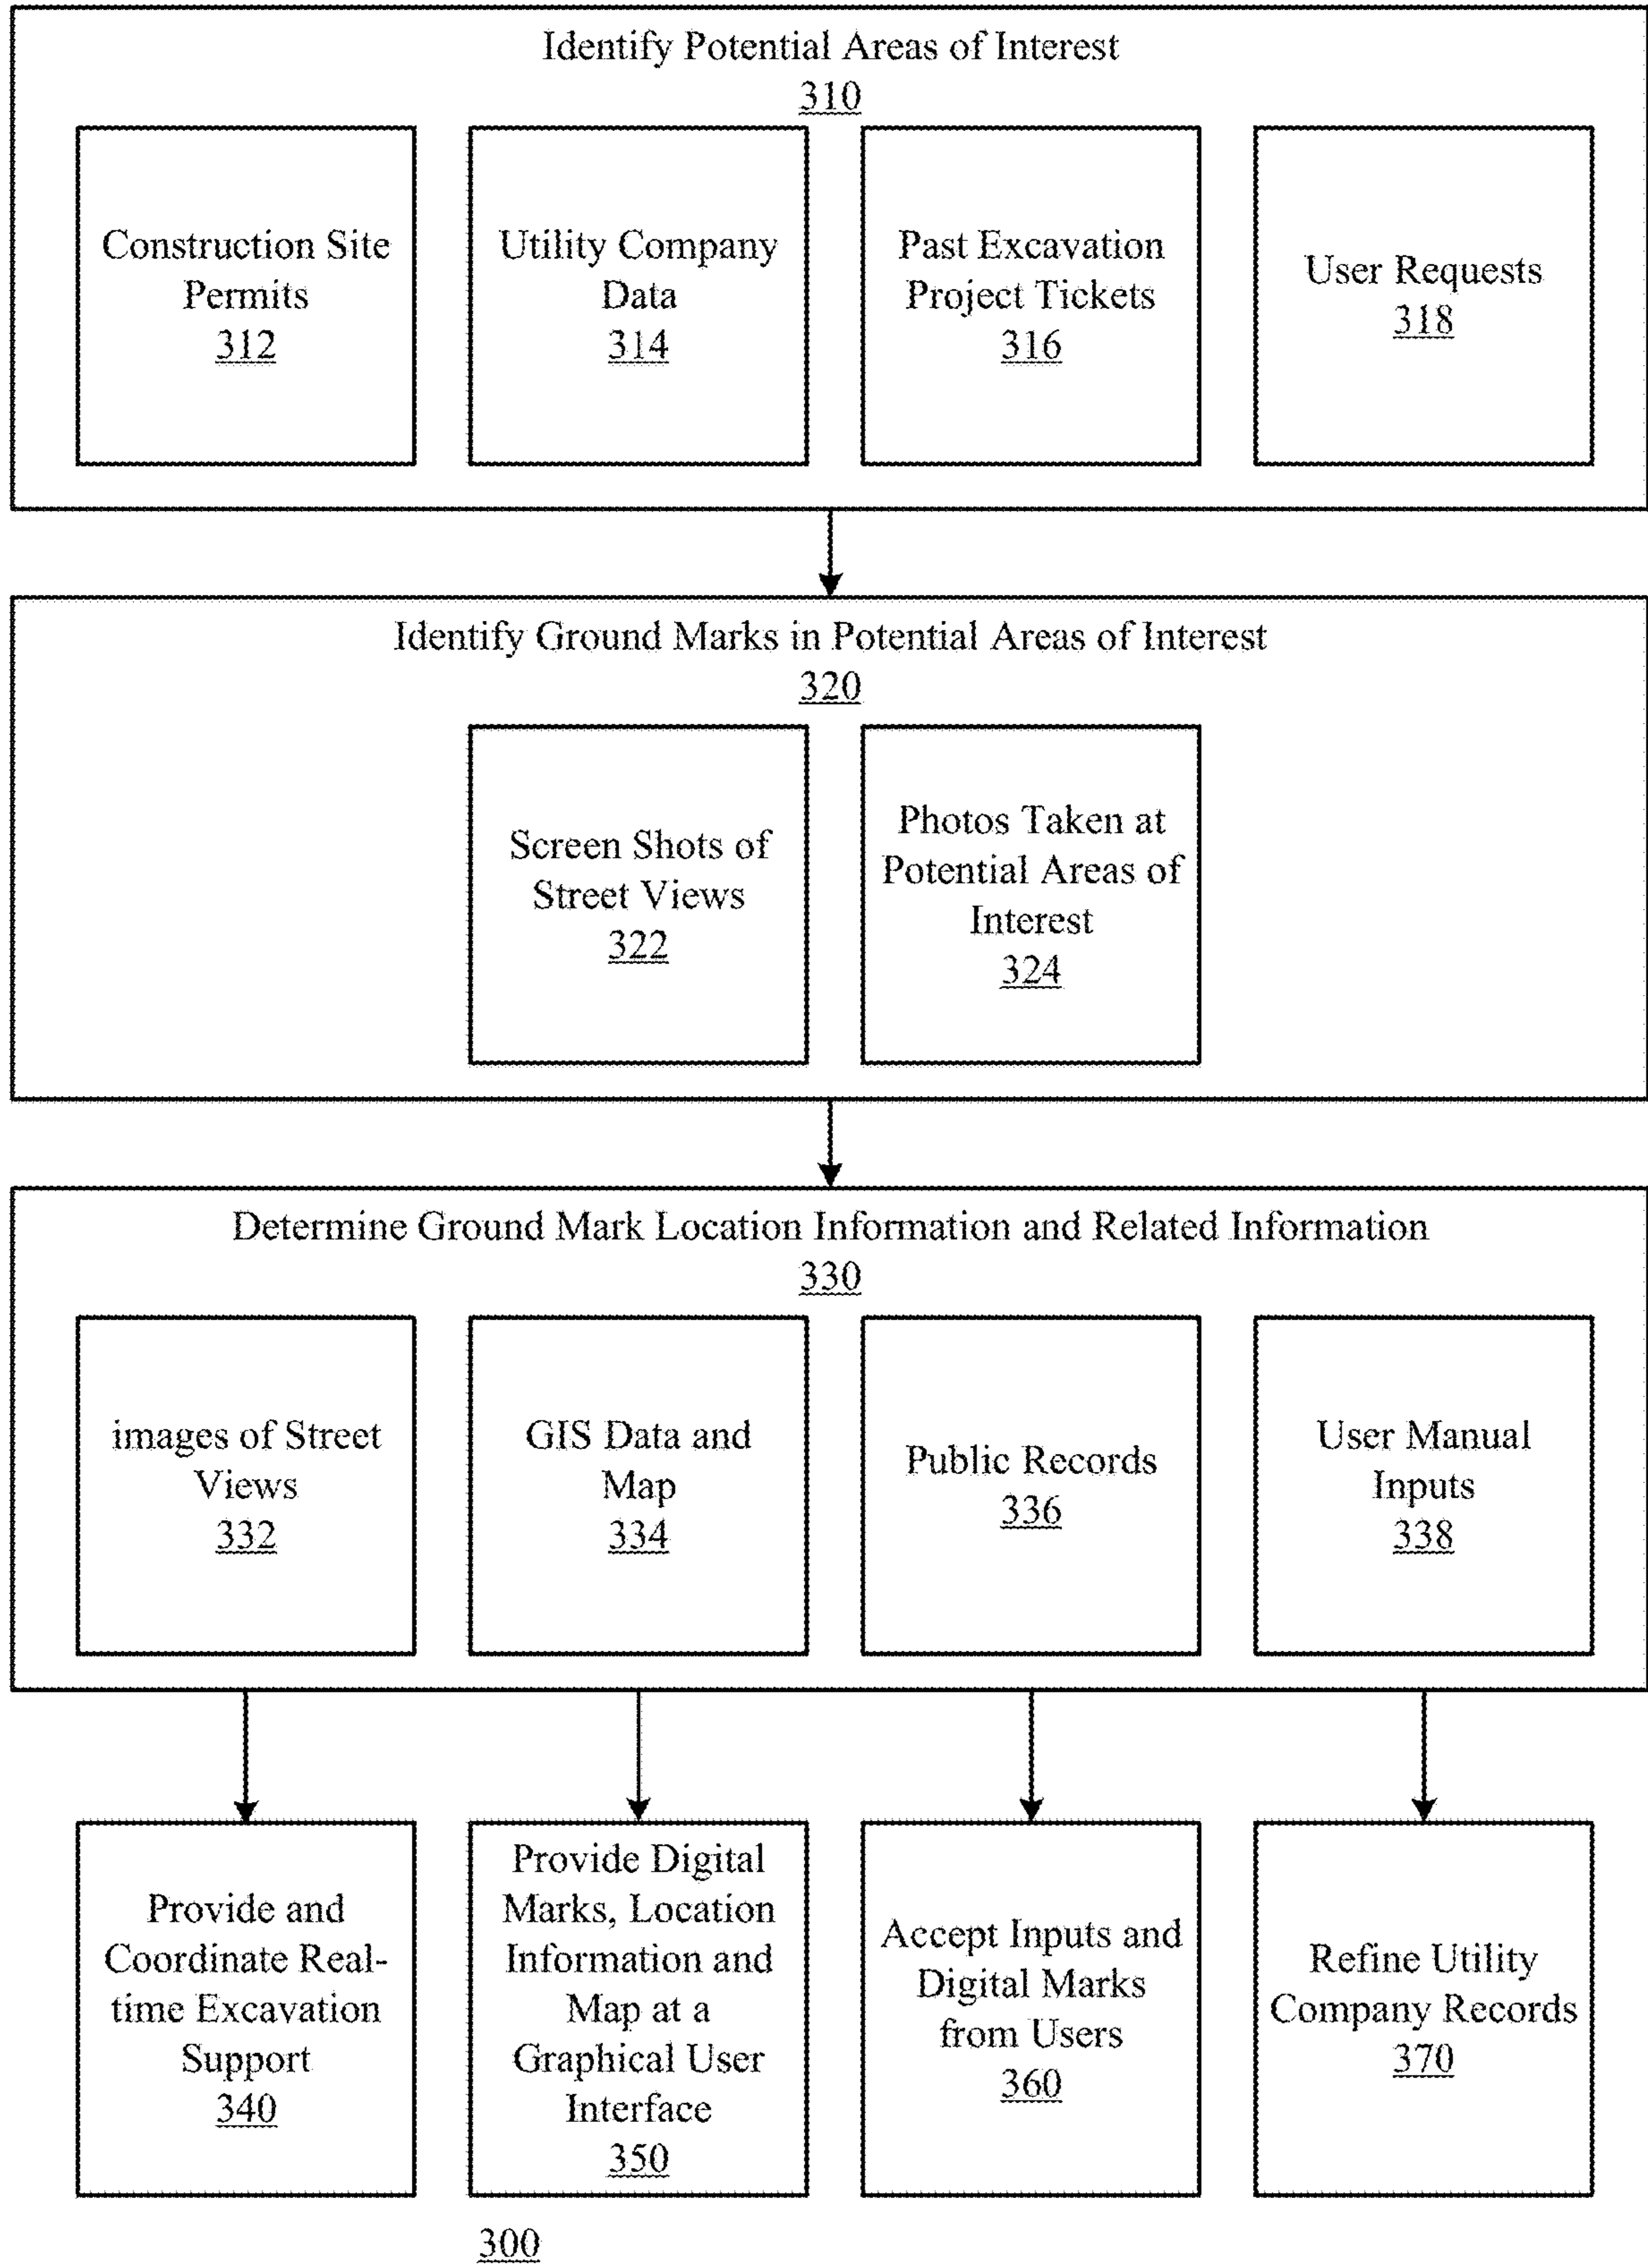 Identify Potential Areas of Interest
310
Construction Site
Permits
312
Utility Company
Data
314
Past Excavation
Project Tickets
316
User Requests
318
Identify Ground Marks in Potential Areas of Interest
320
Screen Shots of
Street Views
322
Photos Taken at
Potential Areas of
Interest
324
Determine Ground Mark Location Information and Related Information
330
images of Street
Views
332
GIS Data and
Map
334
Public Records
336
User Manual
Inputs
338
Provide and
Coordinate Real-
time Excavation
Support
340
Provide Digital
Marks, Location
Information and
Map at a
Graphical User
Interface
350
Accept Inputs and
Digital Marks
from Users
360
Refine Utility
Company Records
370
300